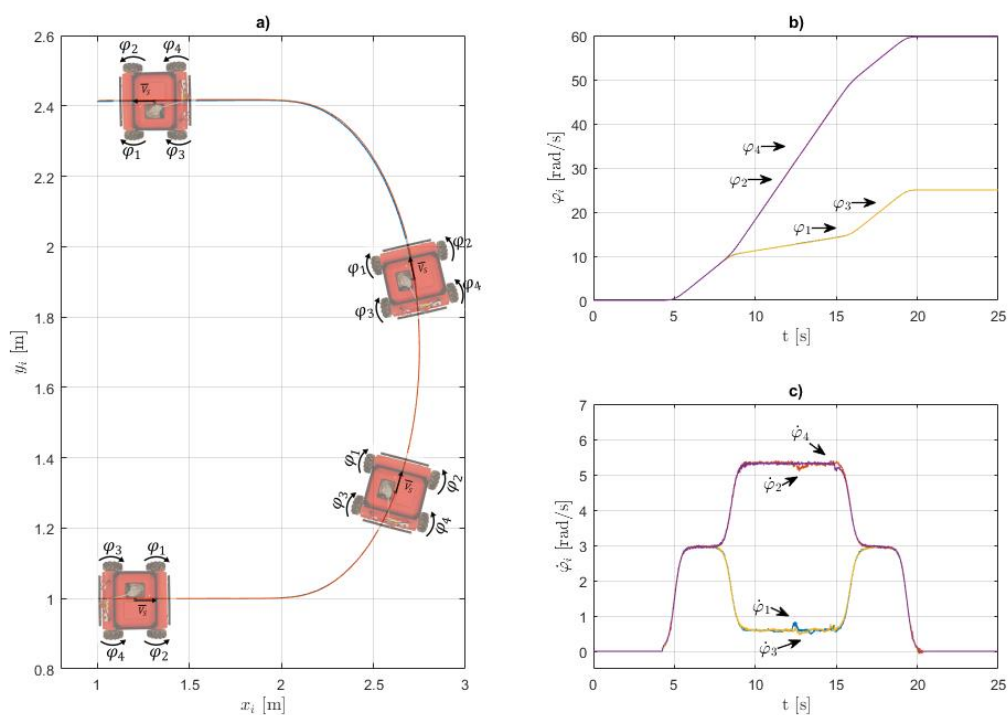 a)
2.6
2.4
2.2
2
1.8
1.6
1.4
1.2
1
0.8
y_i [m]
1
1.5
2
2.5
3
x_i [m]
φ2
φ4
v̅s
φ1
φ3
φ1
φ2
v̅s
φ3
φ4
φ1
φ2
v̅s
φ3
φ4
φ3
φ1
v̅s
φ4
φ2
b)
60
50
40
30
20
10
0
φ_i [rad/s]
φ4
φ2
φ3
φ1
0
5
10
15
20
25
t [s]
c)
7
6
5
4
3
2
1
0
φ̇_i [rad/s]
φ̇4
φ̇2
φ̇1
φ̇3
0
5
10
15
20
25
t [s]